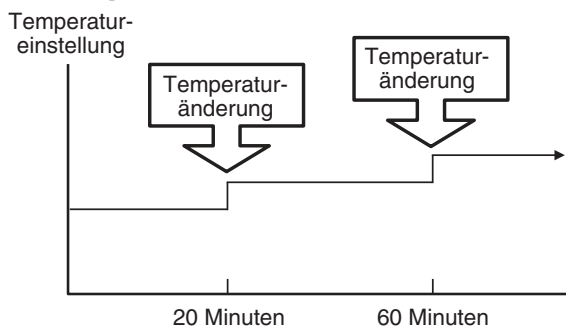 Temperatur-
einstellung
Temperatur-
änderung
Temperatur-
änderung
20 Minuten
60 Minuten